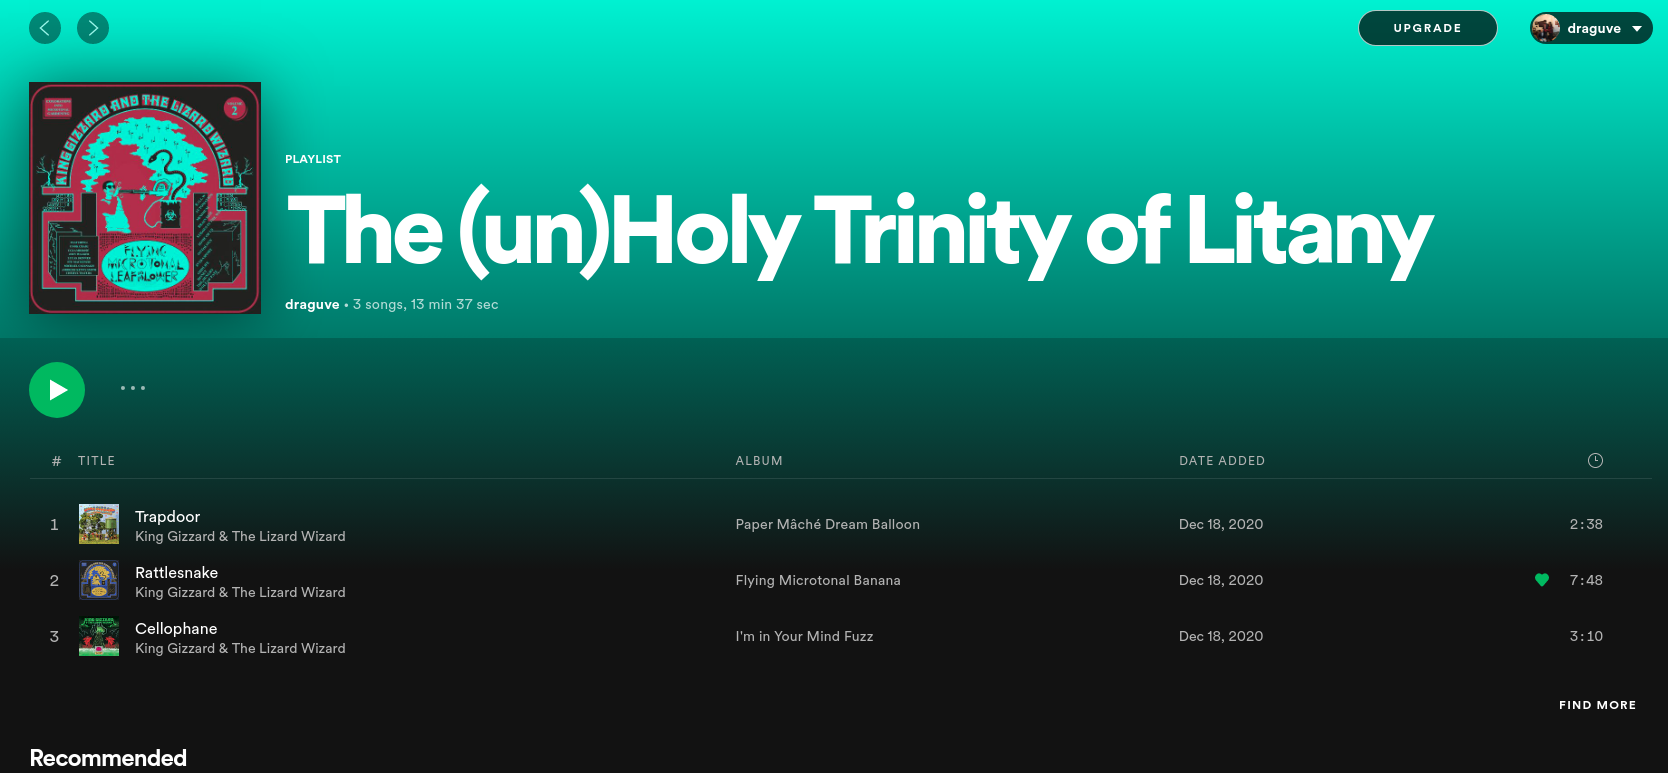 UPGRADE
draguve
KING GIZZARD AND THE LIZARD WIZARD
VOLUME
2
FLYING
MICROTONAL
PLAYLIST
The (un)Holy Trinity of Litany
draguve • 3 songs, 13 min 37 sec
# TITLE ALBUM DATE ADDED
1 Trapdoor Paper Mâché Dream Balloon Dec 18, 2020 2:38
King Gizzard & The Lizard Wizard
2 Rattlesnake Flying Microtonal Banana Dec 18, 2020 7:48
King Gizzard & The Lizard Wizard
3 Cellophane I'm in Your Mind Fuzz Dec 18, 2020 3:10
King Gizzard & The Lizard Wizard
FIND MORE
Recommended